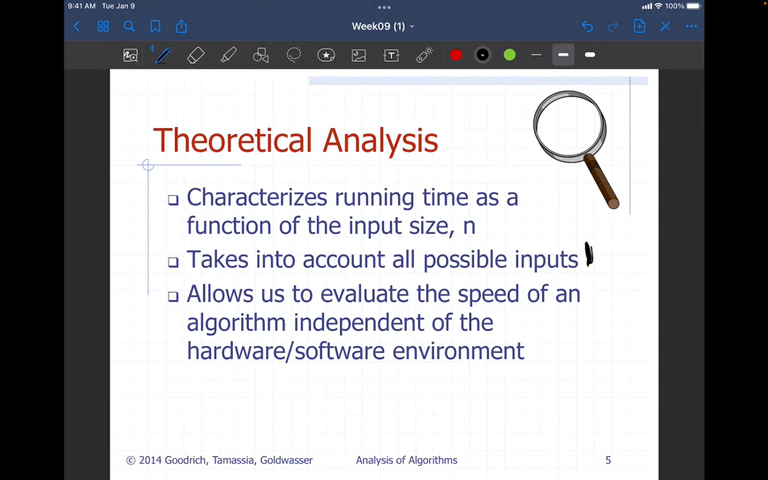 9:41 AM Tue Jan 9
100%
Week09 (1)
Theoretical Analysis
Characterizes running time as a
function of the input size, n
Takes into account all possible inputs
Allows us to evaluate the speed of an
algorithm independent of the
hardware/software environment
© 2014 Goodrich, Tamassia, Goldwasser Analysis of Algorithms 5